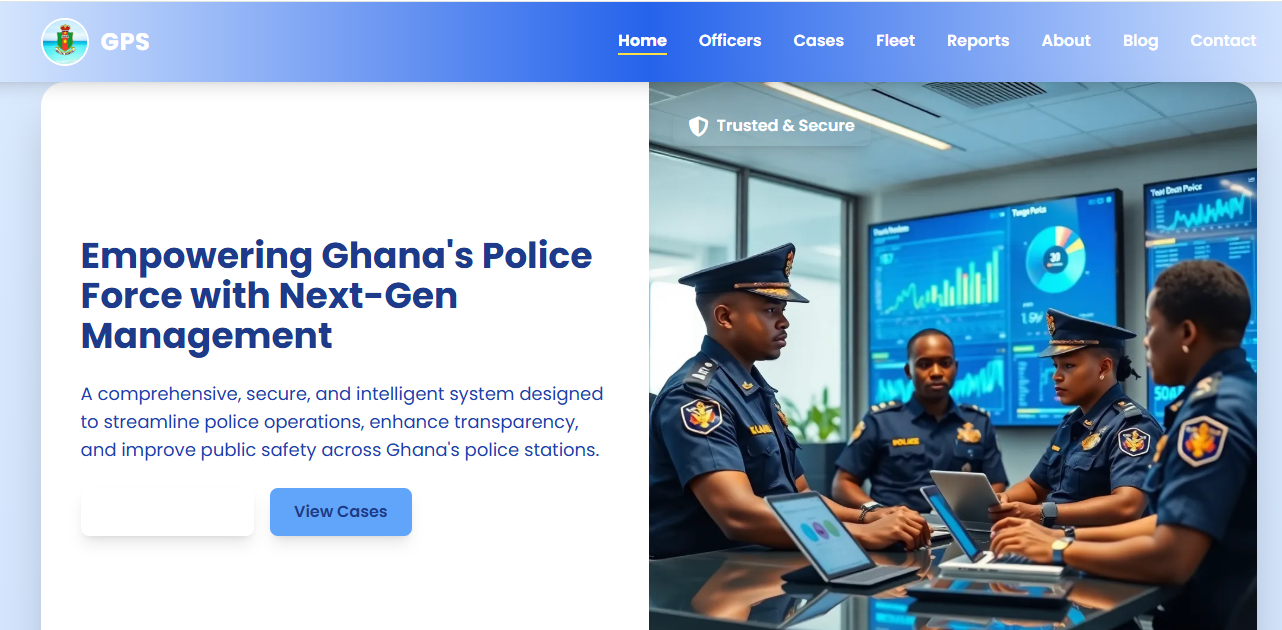 GPS
Home Officers Cases Fleet Reports About Blog Contact
Trusted & Secure
Empowering Ghana's Police
Force with Next-Gen
Management
A comprehensive, secure, and intelligent system designed
to streamline police operations, enhance transparency,
and improve public safety across Ghana's police stations.
View Cases
POLICE